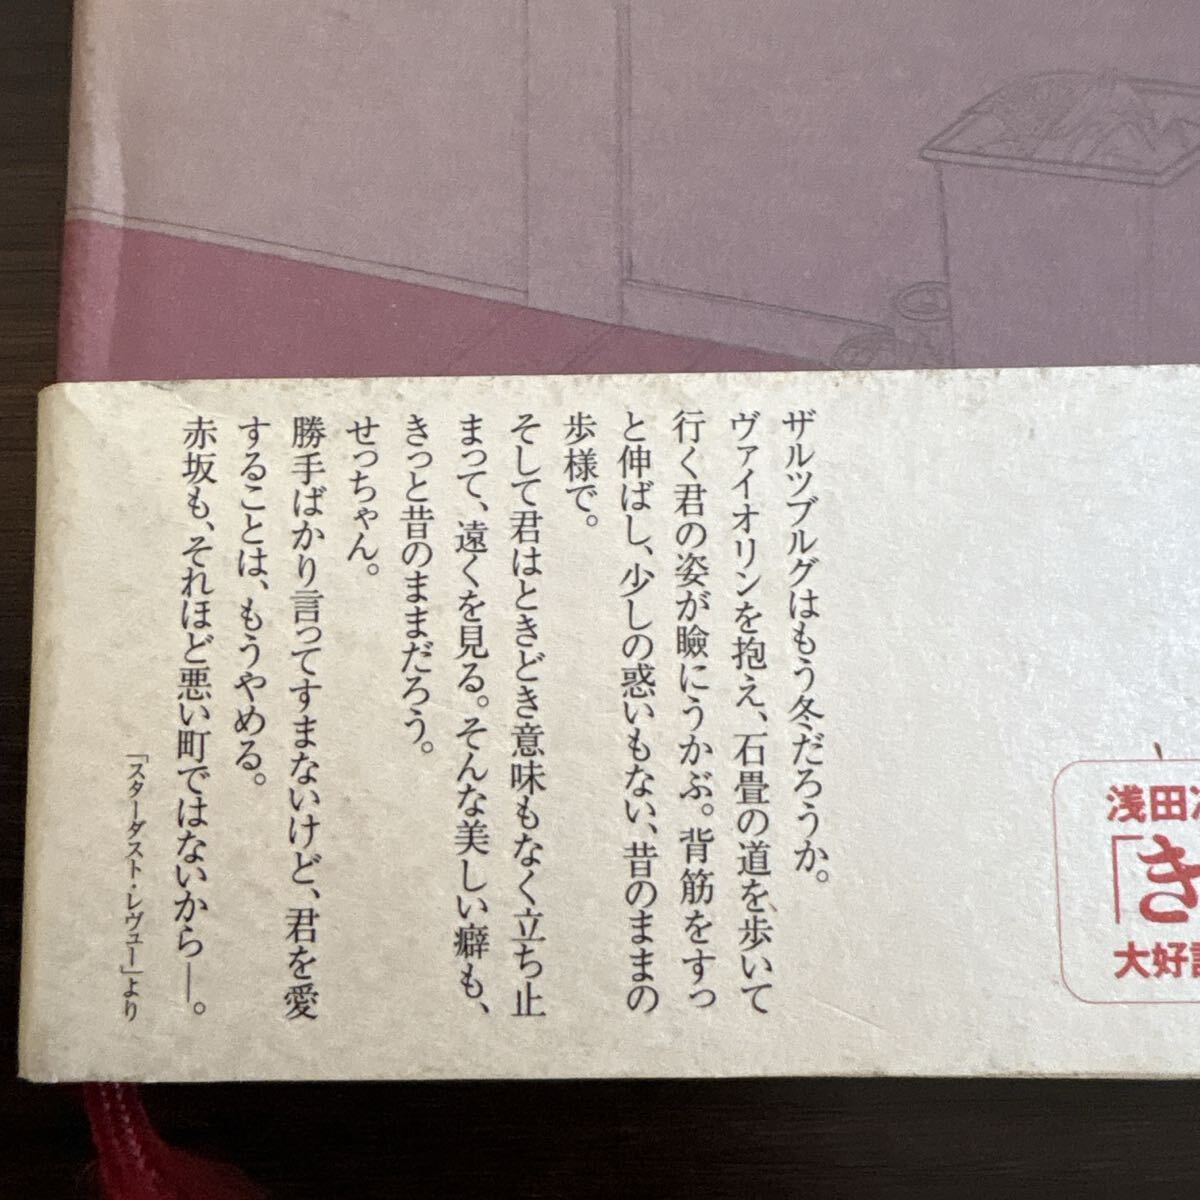 ザルツブルグはもう冬だろうか。
ヴァイオリンを抱え、石畳の道を歩いて
行く君の姿が瞼にうかぶ。背筋をすっ
と伸ばし、少しの惑いもない、昔のままの
歩様で。
そして君はときどき意味もなく立ち止
まって、遠くを見る。そんな美しい癖も、
きっと昔のままだろう。
せっちゃん。
勝手ばかり言ってすまないけど、君を愛
することは、もうやめる。
赤坂も、それほど悪い町ではないから―。
「スターダスト・レヴュー」より
浅田
「き
大好